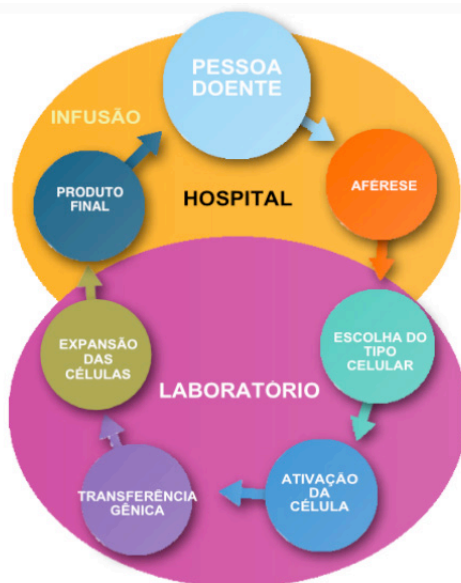 PESSOA
DOENTE
INFUSÃO
AFÉRESE
PRODUTO
FINAL
HOSPITAL
ESCOLHA DO
TIPO
CELULAR
EXPANSÃO
DAS
CÉLULAS
LABORATÓRIO
ATIVAÇÃO
DA
CÉLULA
TRANSFERÊNCIA
GÊNICA